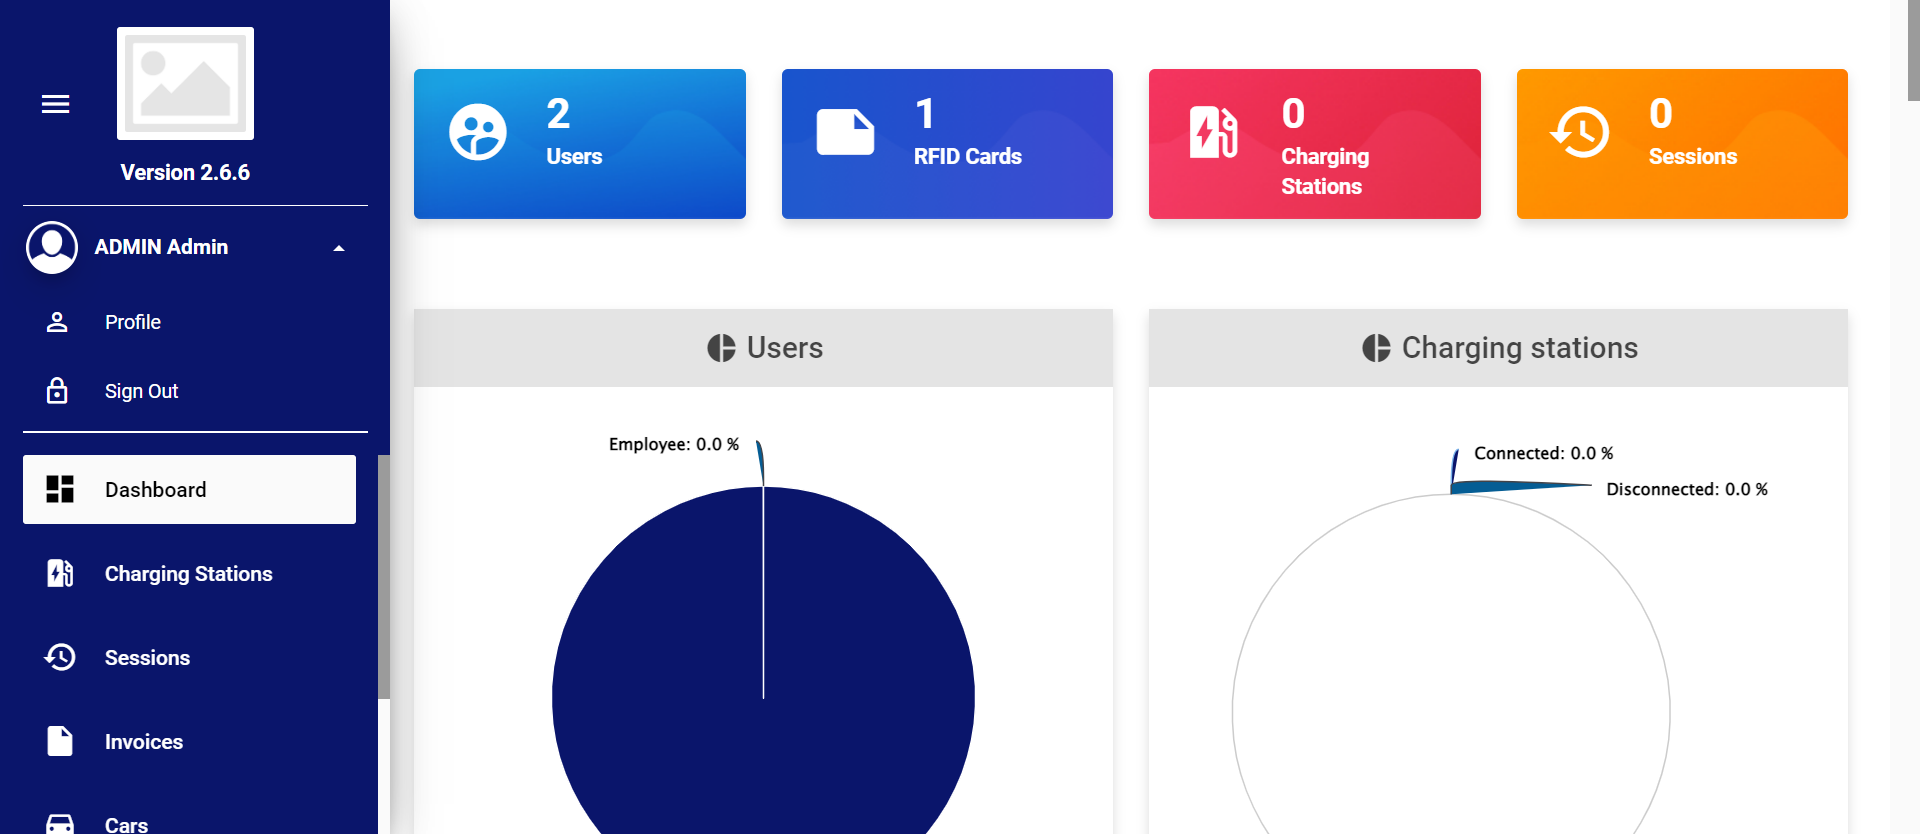 Version 2.6.6
ADMIN Admin
Profile
Sign Out
Dashboard
Charging Stations
Sessions
Invoices
Cars
2
Users
1
RFID Cards
0
Charging
Stations
0
Sessions
Users
Employee: 0.0 %
Charging stations
Connected: 0.0 %
Disconnected: 0.0 %